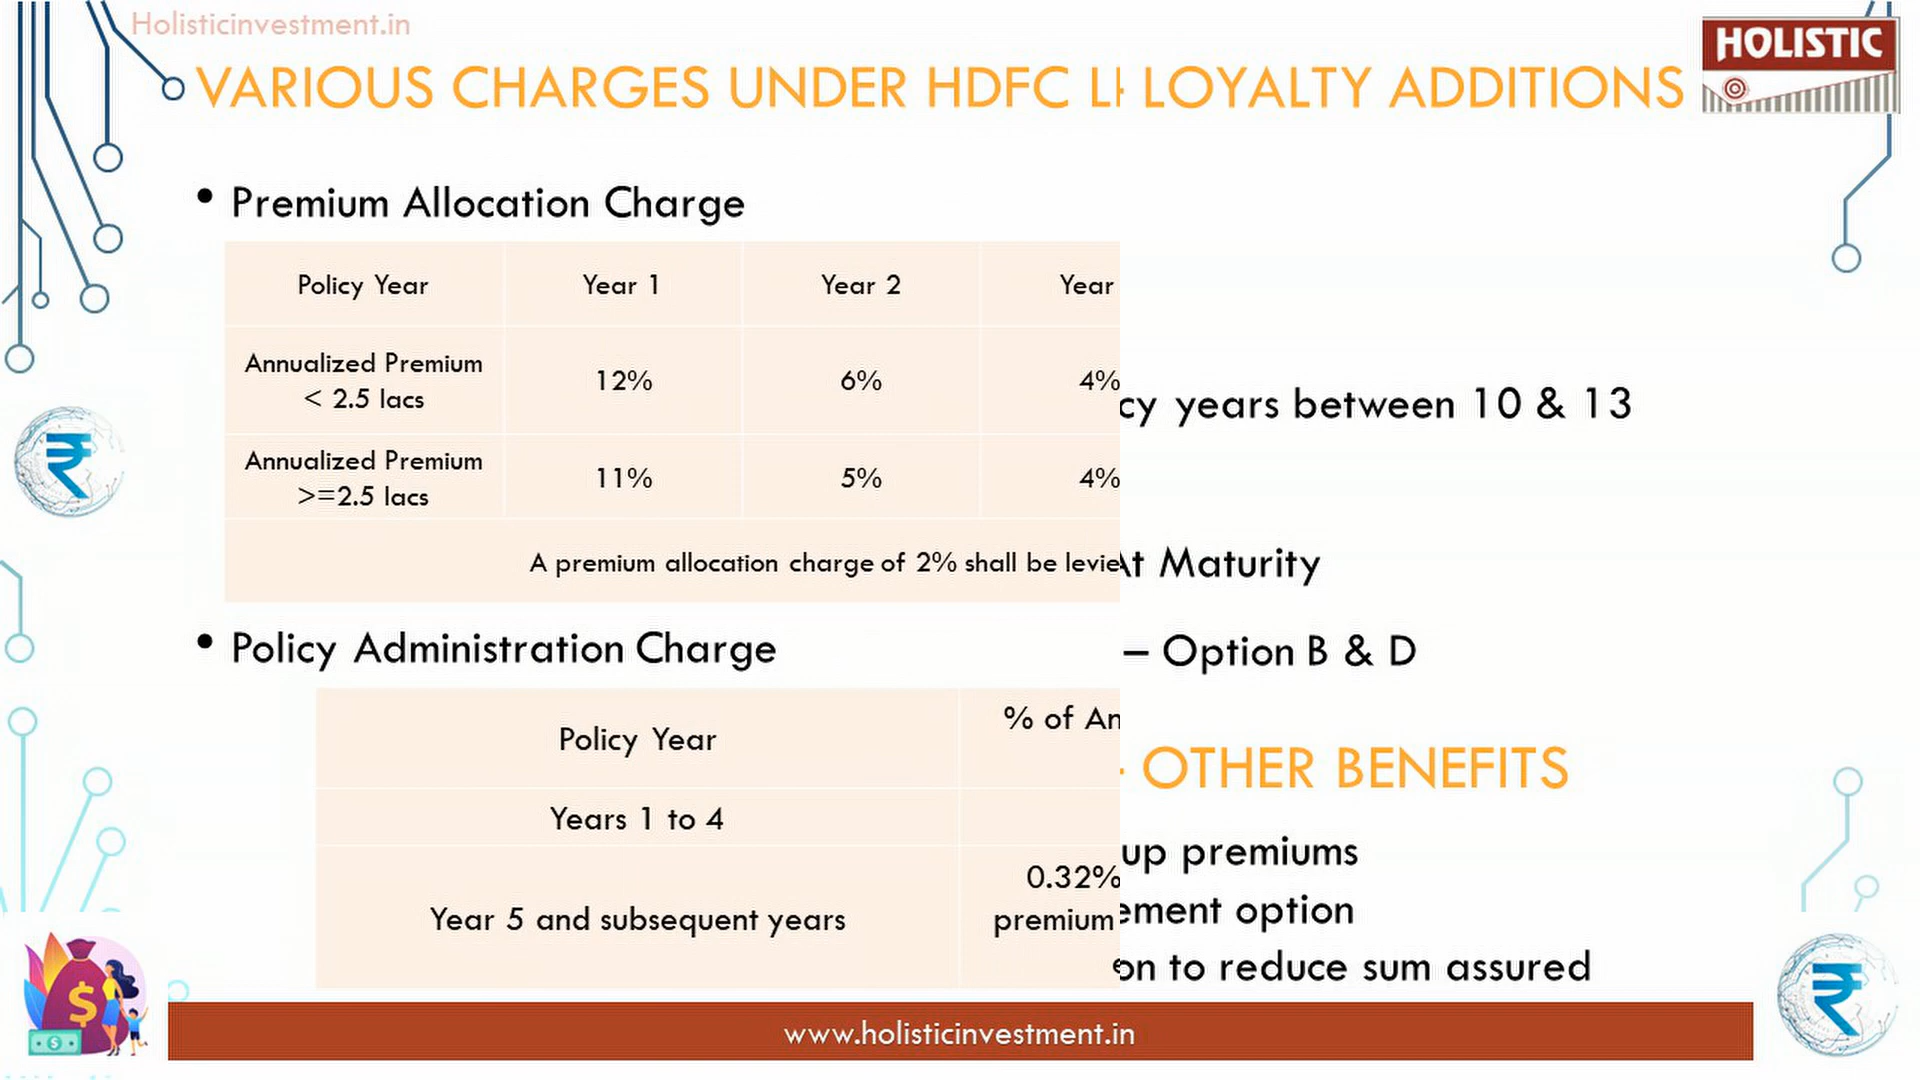 Holisticinvestment.in
HOLISTIC
VARIOUS CHARGES UNDER HDFC LI
- LOYALTY ADDITIONS
• Premium Allocation Charge
Policy Year Year 1 Year 2 Year
Annualized Premium
< 2.5 lacs
12% 6% 4%
Annualized Premium
>=2.5 lacs
11% 5% 4%
A premium allocation charge of 2% shall be levie
cy years between 10 & 13
At Maturity
– Option B & D
• Policy Administration Charge
Policy Year
% of An
Years 1 to 4
Year 5 and subsequent years
0.32%
premium
- OTHER BENEFITS
up premiums
ement option
on to reduce sum assured
www.holisticinvestment.in